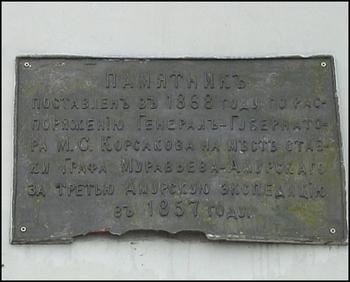 ПАМЯТНИКЪ
ПОСТАВЛЕНЪ ВЪ 1868 ГОДУ ПО РАС-
ПОРЯЖЕНІЮ ГЕНЕРАЛЪ-ГУБЕРНАТО-
РА М.С. КОРСАКОВА НА МѢСТѢ СТАВ-
КИ ГРАФА МУРАВЬЕВА-АМУРСКАГО
ЗА ТРЕТЬЮ АМУРСКУЮ ЭКСПЕДИЦІЮ
ВЪ 1857 ГОДУ.